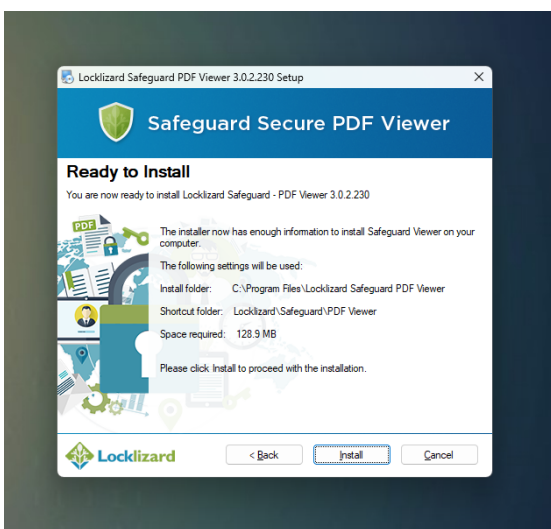 Locklizard Safeguard PDF Viewer 3.0.2.230 Setup
Safeguard Secure PDF Viewer
Ready to Install
You are now ready to install Locklizard Safeguard - PDF Viewer 3.0.2.230
PDF
The installer now has enough information to install Safeguard Viewer on your
computer.
The following settings will be used:
Install folder: C:\Program Files\Locklizard Safeguard PDF Viewer
Shortcut folder: Locklizard\Safeguard\PDF Viewer
Space required: 128.9 MB
Please click Install to proceed with the installation.
Locklizard
< Back
Install
Cancel